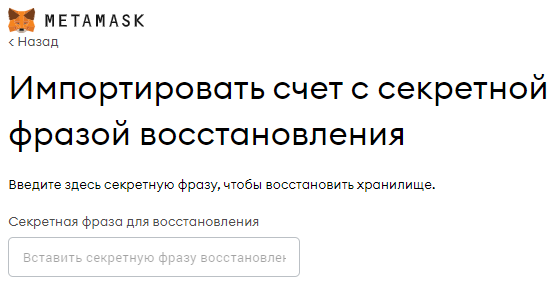 METAMASK
< Назад
Импортировать счет с секретной
фразой восстановления
Введите здесь секретную фразу, чтобы восстановить хранилище.
Секретная фраза для восстановления
Вставить секретную фразу восстановлен